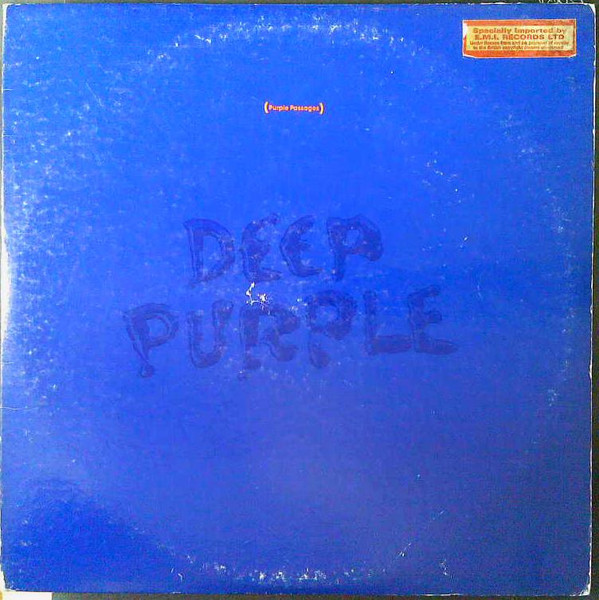 Specially Imported by
E.M.I. RECORDS LTD
(Purple Passages)
DEEP
PURPLE